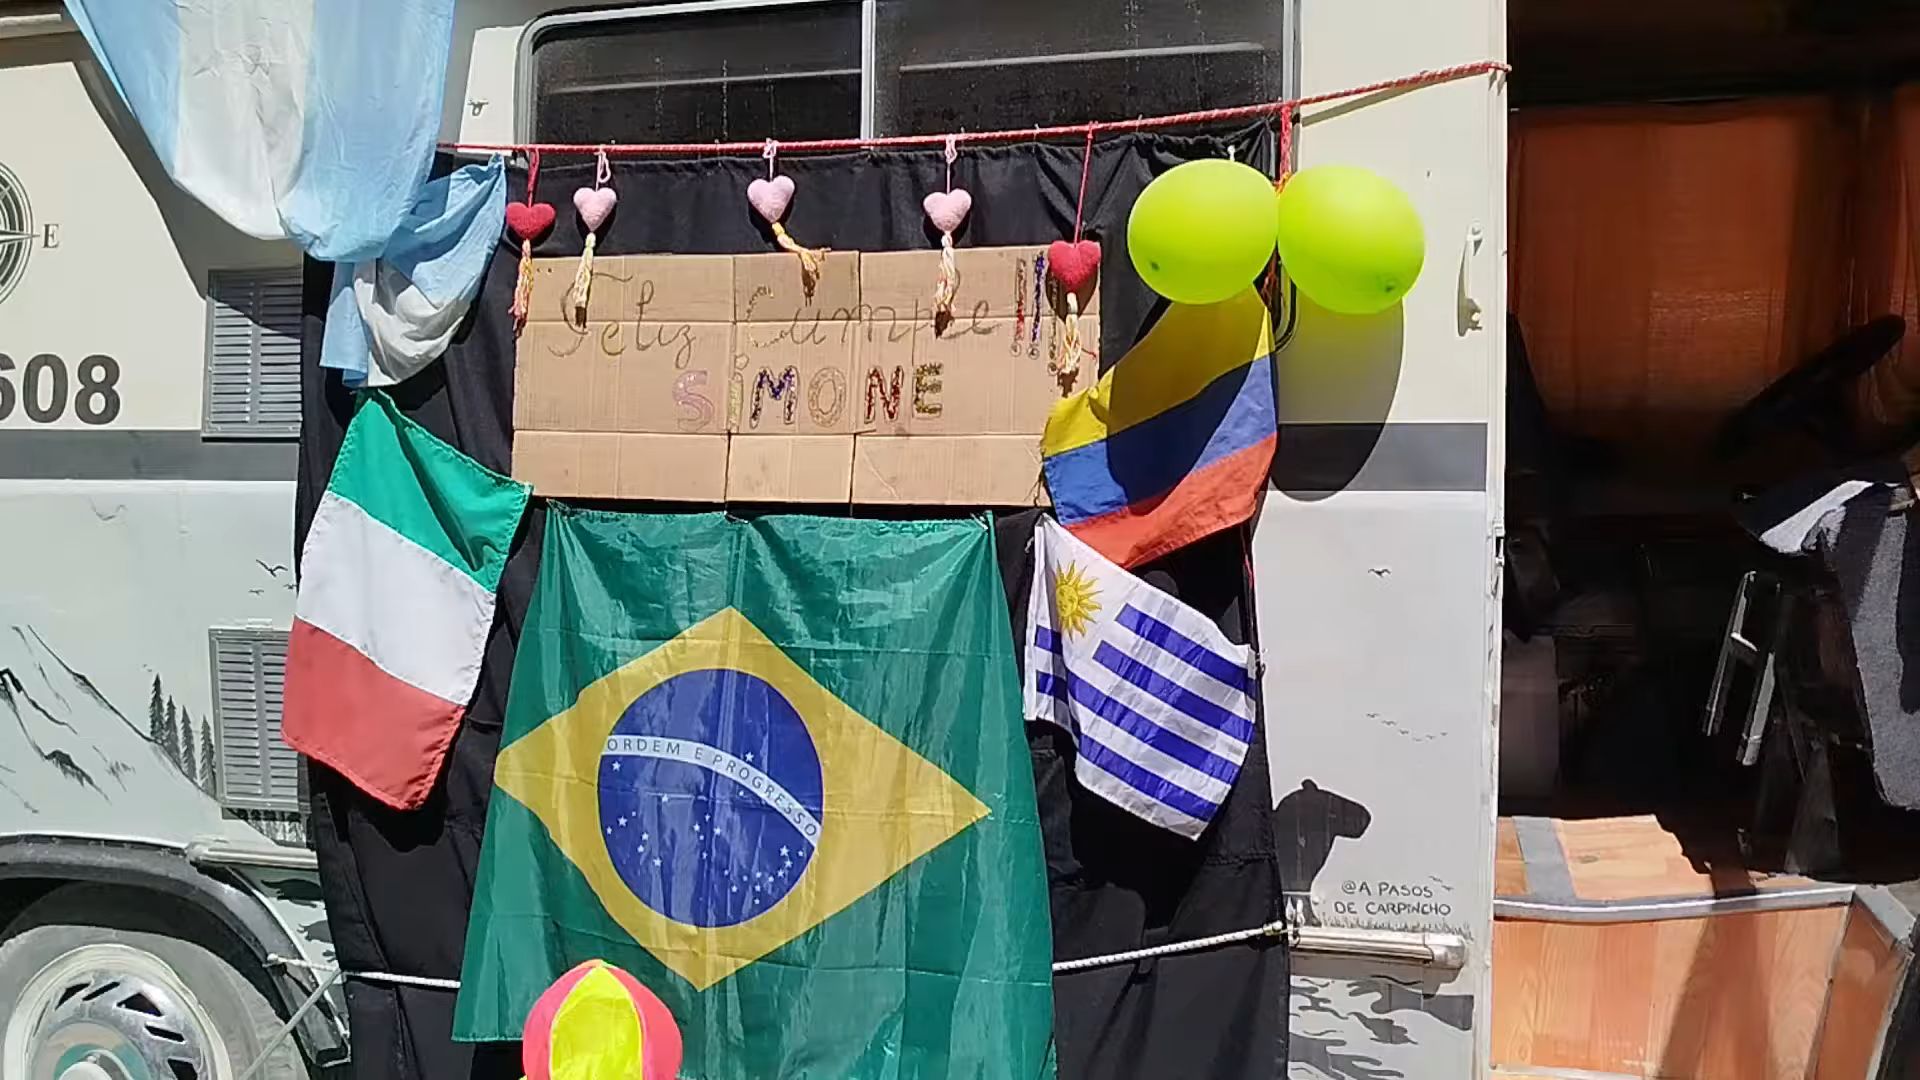 E
608
Feliz Cumple!!!
SiMONE
ORDEM E PROGRESSO
@A PASOS
DE CARPINCHO